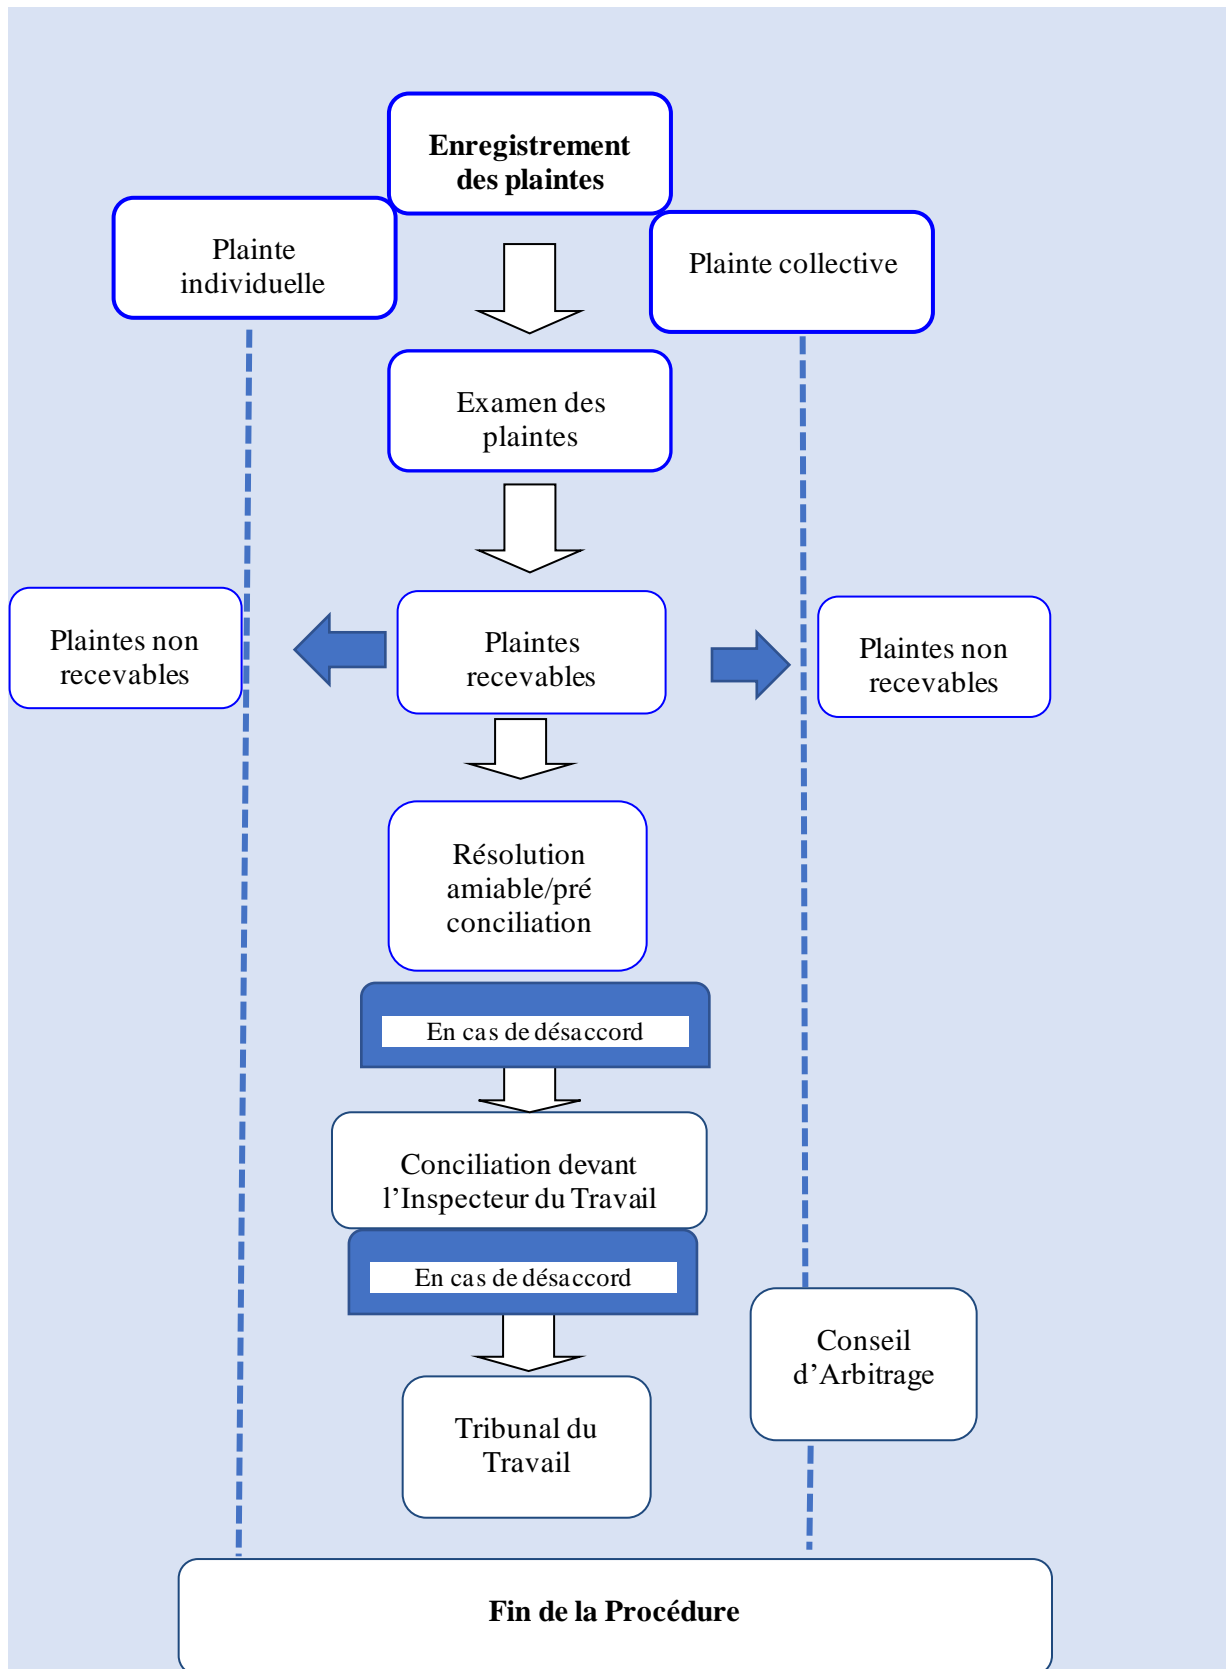 Enregistrement
des plaintes
Plainte
individuelle
Plainte collective
Examen des
plaintes
Plaintes non
recevables
Plaintes
recevables
Plaintes non
recevables
Résolution
amiable/pré
conciliation
En cas de désaccord
Conciliation devant
l’Inspecteur du Travail
En cas de désaccord
Conseil
d’Arbitrage
Tribunal du
Travail
Fin de la Procédure